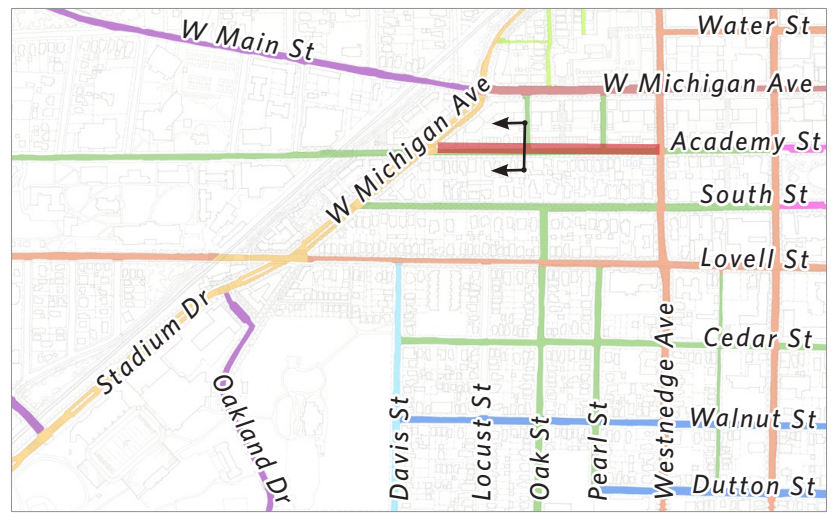 Water St
W Main St
W Michigan Ave
W Michigan Ave
Academy St
South St
Lovell St
Stadium Dr
Cedar St
Oakland Dr
Davis St
Locust St
Oak St
Pearl St
Westnedge Ave
Walnut St
Dutton St